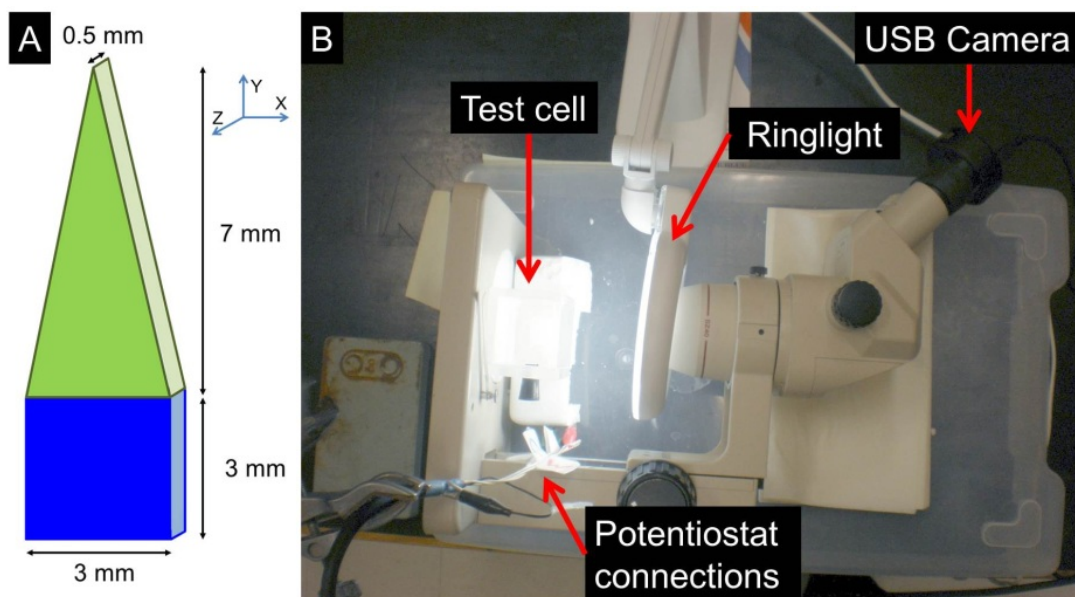 A
0.5 mm
Y
X
Z
7 mm
3 mm
3 mm
B
USB Camera
Test cell
Ringlight
Potentiostat
connections